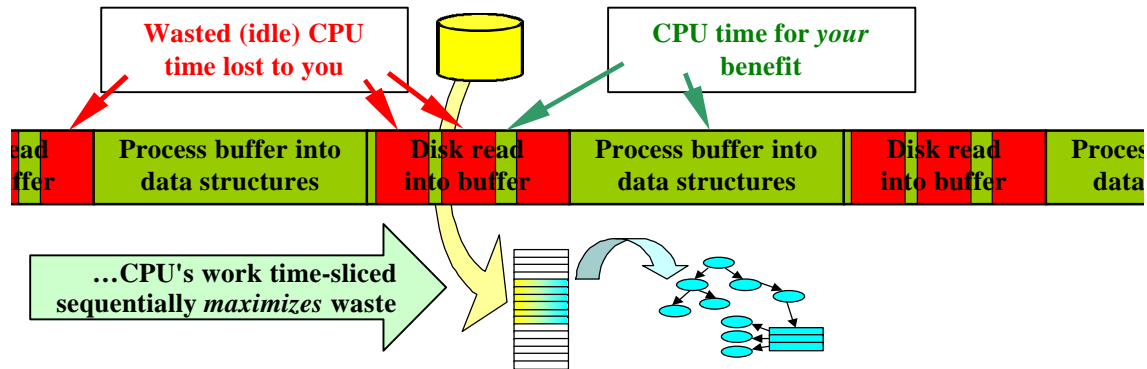 Wasted (idle) CPU
time lost to you
CPU time for your
benefit
ead
ffer
Process buffer into
data structures
Disk read
into buffer
Process buffer into
data structures
Disk read
into buffer
Proces
data
…CPU's work time-sliced
sequentially maximizes waste